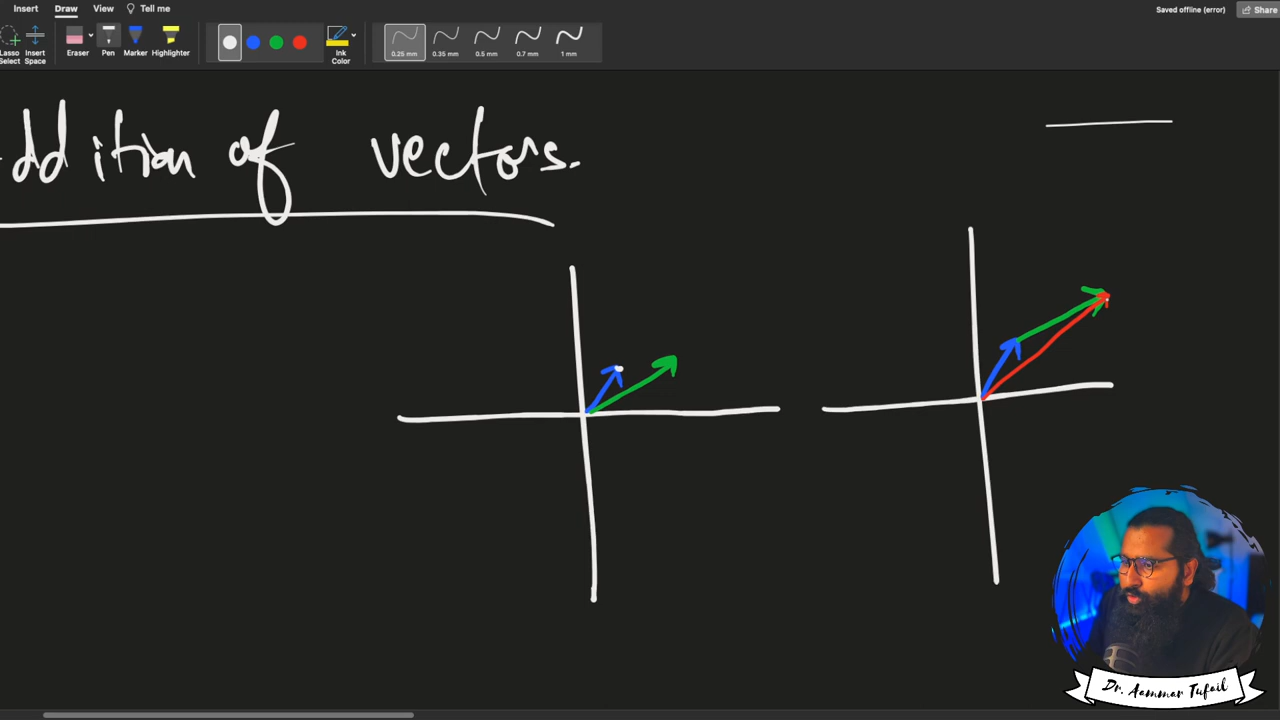 Insert Draw View Tell me
Saved offline (error)
Share
Lasso Select
Insert Space
Eraser
Pen
Marker
Highlighter
Ink Color
0.25 mm
0.35 mm
0.5 mm
0.7 mm
1 mm
ddition of vectors.
Dr. Aammar Tufail